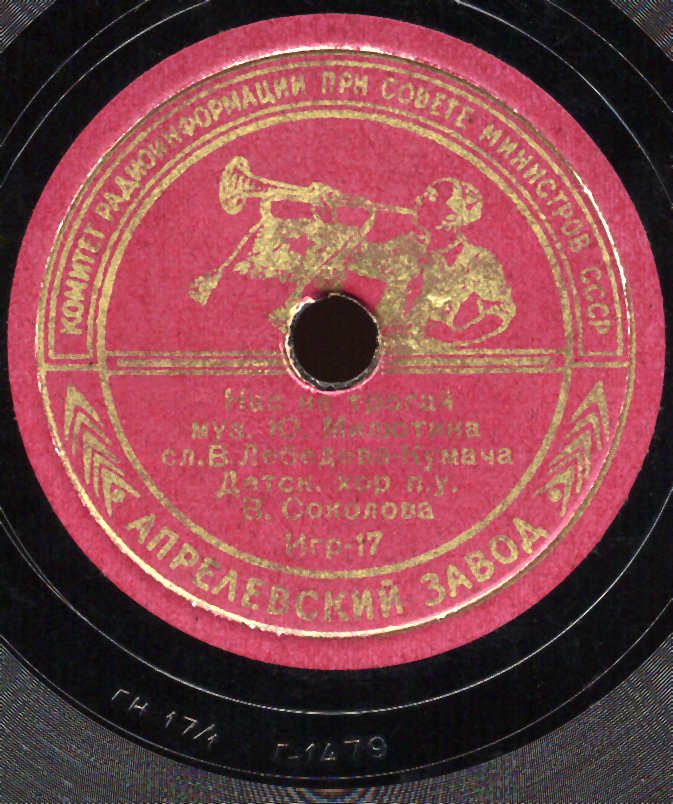 КОМИТЕТ РАДИОИНФОРМАЦИИ ПРИ СОВЕТЕ МИНИСТРОВ СССР
Нас не трогай
муз. Ю. Милютина
сл. В. Лебедева-Кумача
Детск. хор п.у.
В. Соколова
Игр-17
АПРЕЛЕВСКИЙ ЗАВОД
ГН 17/1 Г-1479